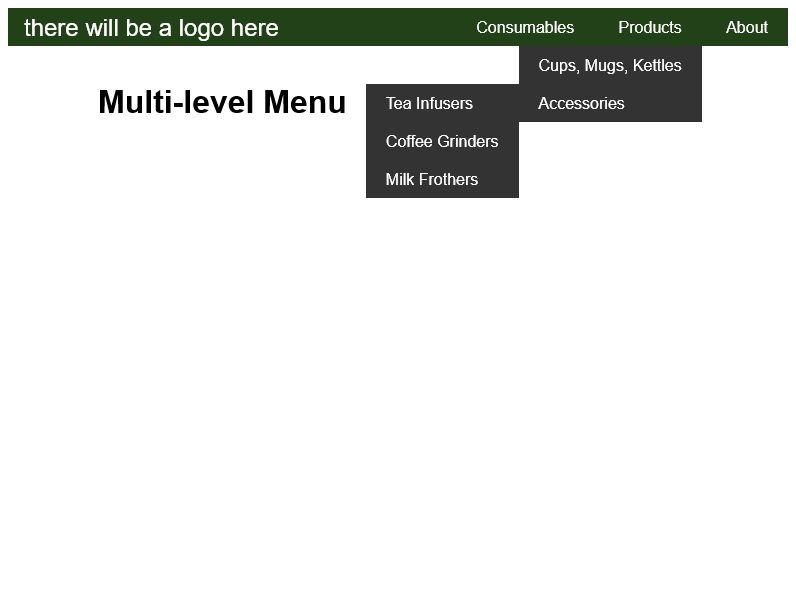 there will be a logo here
Consumables
Products
About
Cups, Mugs, Kettles
Accessories
Multi-level Menu
Tea Infusers
Coffee Grinders
Milk Frothers